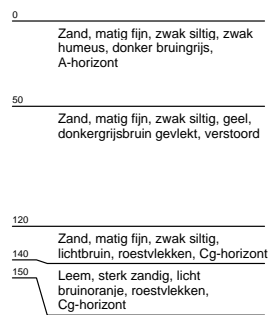 0
Zand, matig fijn, zwak siltig, zwak
humeus, donker bruingrijs,
A-horizont
50
Zand, matig fijn, zwak siltig, geel,
donkergrijsbruin gevlekt, verstoord
120
Zand, matig fijn, zwak siltig,
lichtbruin, roestvlekken, Cg-horizont
140
150
Leem, sterk zandig, licht
bruinoranje, roestvlekken,
Cg-horizont